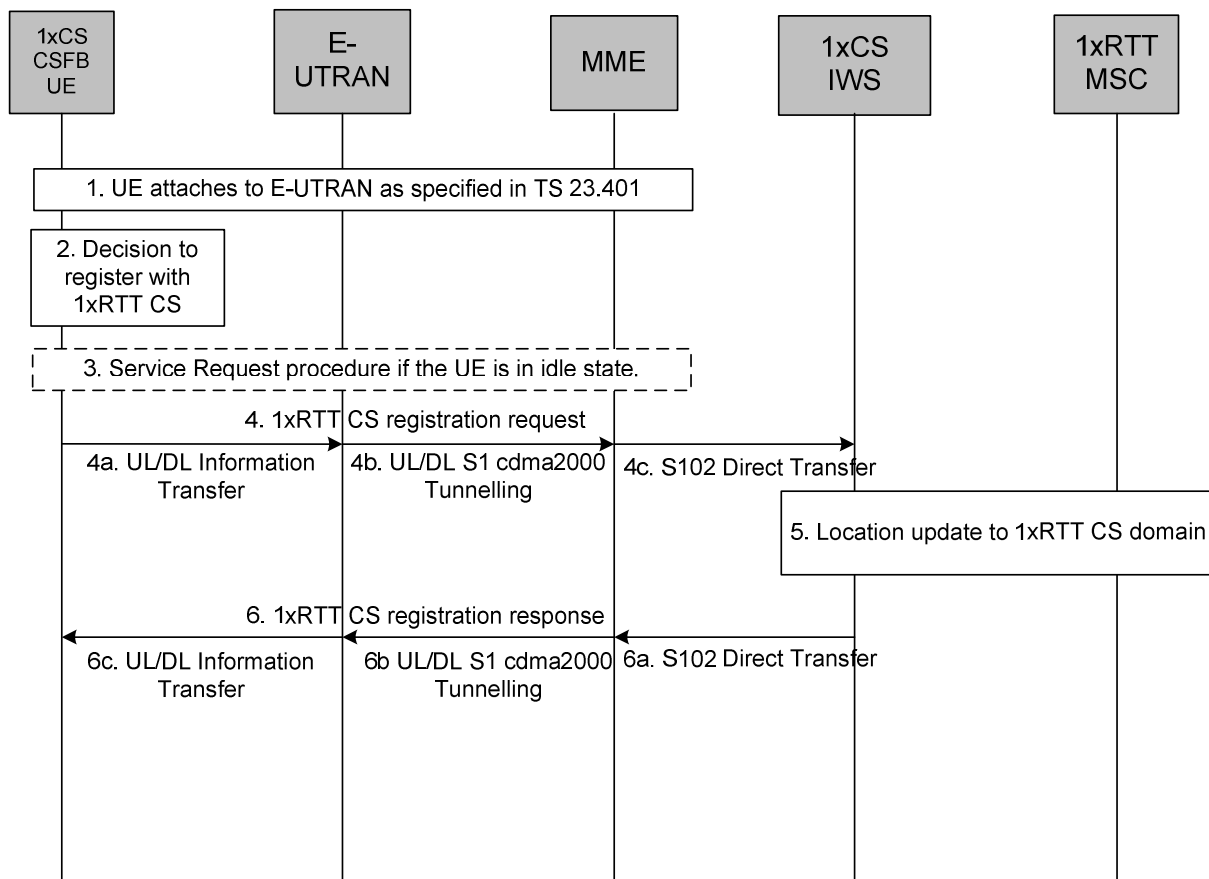 1xCS
CSFB
UE
E-
UTRAN
MME
1xCS
IWS
1xRTT
MSC
1. UE attaches to E-UTRAN as specified in TS 23.401
2. Decision to
register with
1xRTT CS
3. Service Request procedure if the UE is in idle state.
4. 1xRTT CS registration request
4a. UL/DL Information
Transfer
4b. UL/DL S1 cdma2000
Tunnelling
4c. S102 Direct Transfer
5. Location update to 1xRTT CS domain
6. 1xRTT CS registration response
6c. UL/DL Information
Transfer
6b UL/DL S1 cdma2000
Tunnelling
6a. S102 Direct Transfer